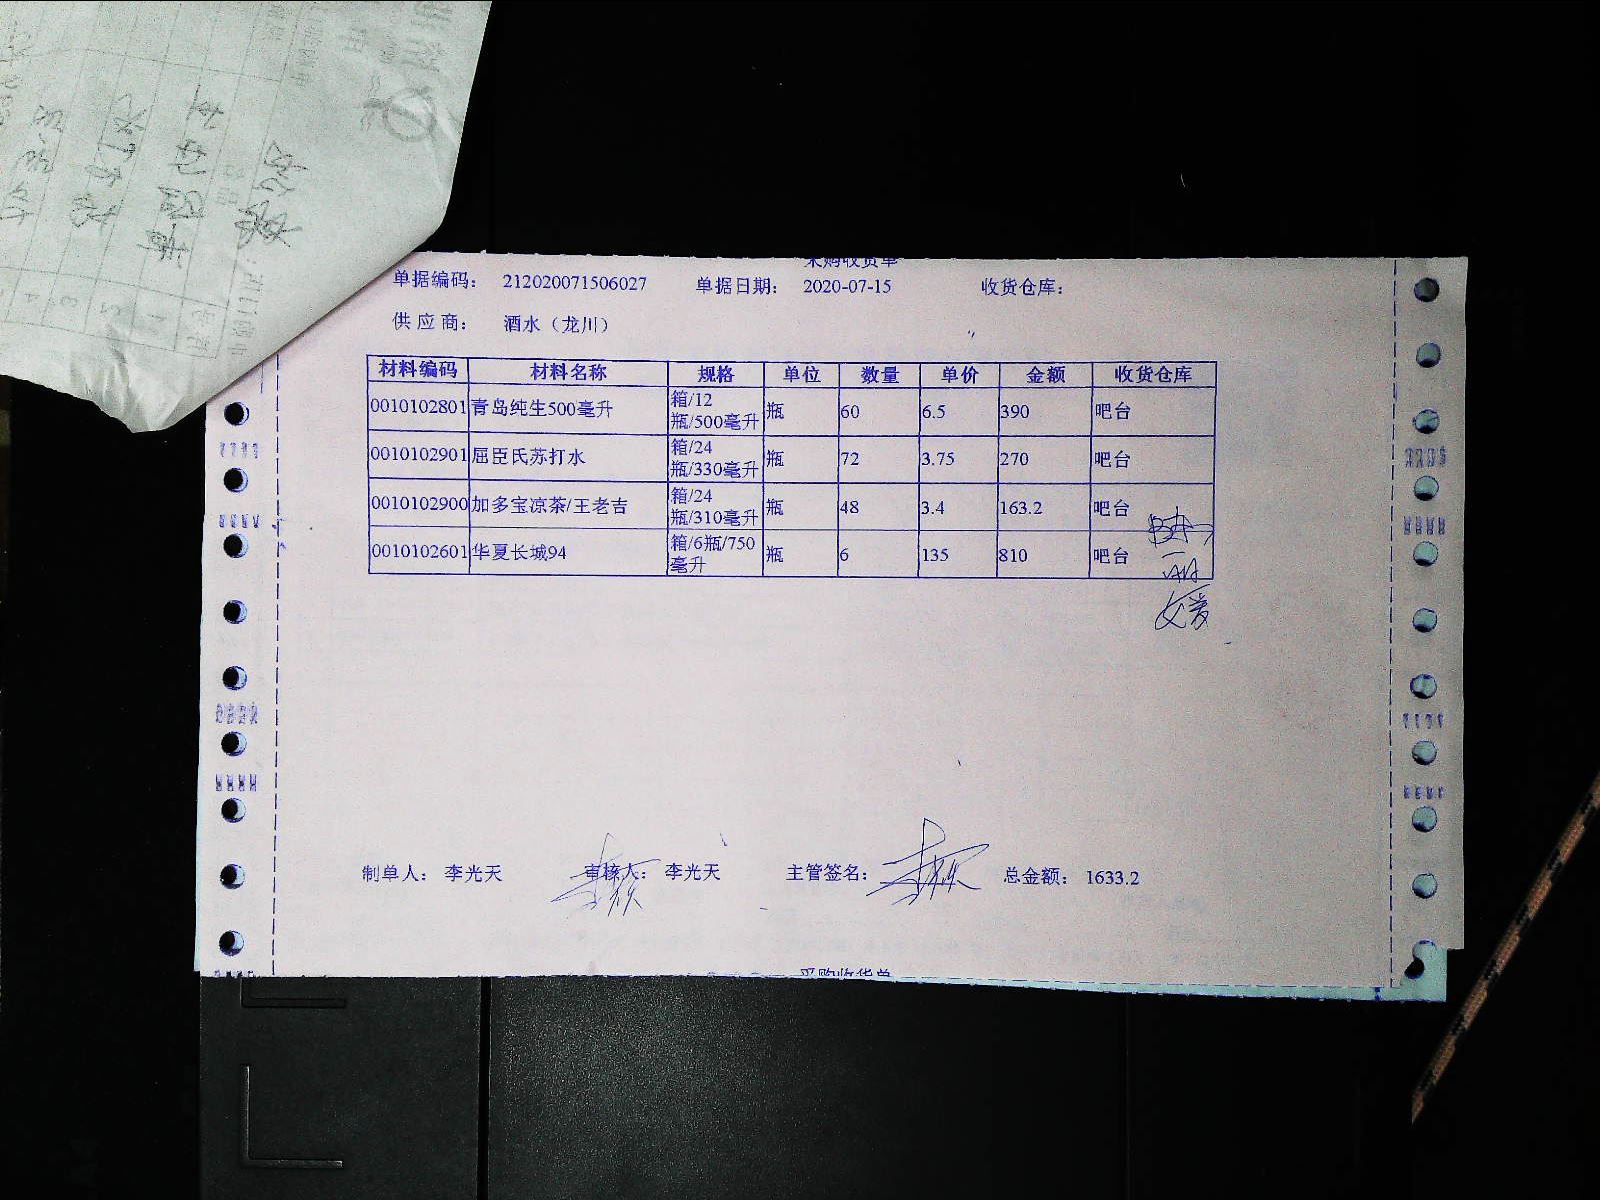 采购收货单
单据编码： 212020071506027 单据日期： 2020-07-15 收货仓库：
供应商： 酒水（龙川）
材料编码 材料名称 规格 单位 数量 单价 金额 收货仓库
0010102801 青岛纯生500毫升 箱/12瓶/500毫升 瓶 60 6.5 390 吧台
0010102901 屈臣氏苏打水 箱/24瓶/330毫升 瓶 72 3.75 270 吧台
0010102900 加多宝凉茶/王老吉 箱/24瓶/310毫升 瓶 48 3.4 163.2 吧台
0010102601 华夏长城94 箱/6瓶/750毫升 瓶 6 135 810 吧台
制单人： 李光天 审核人： 李光天 主管签名： 总金额： 1633.2
采购收货单